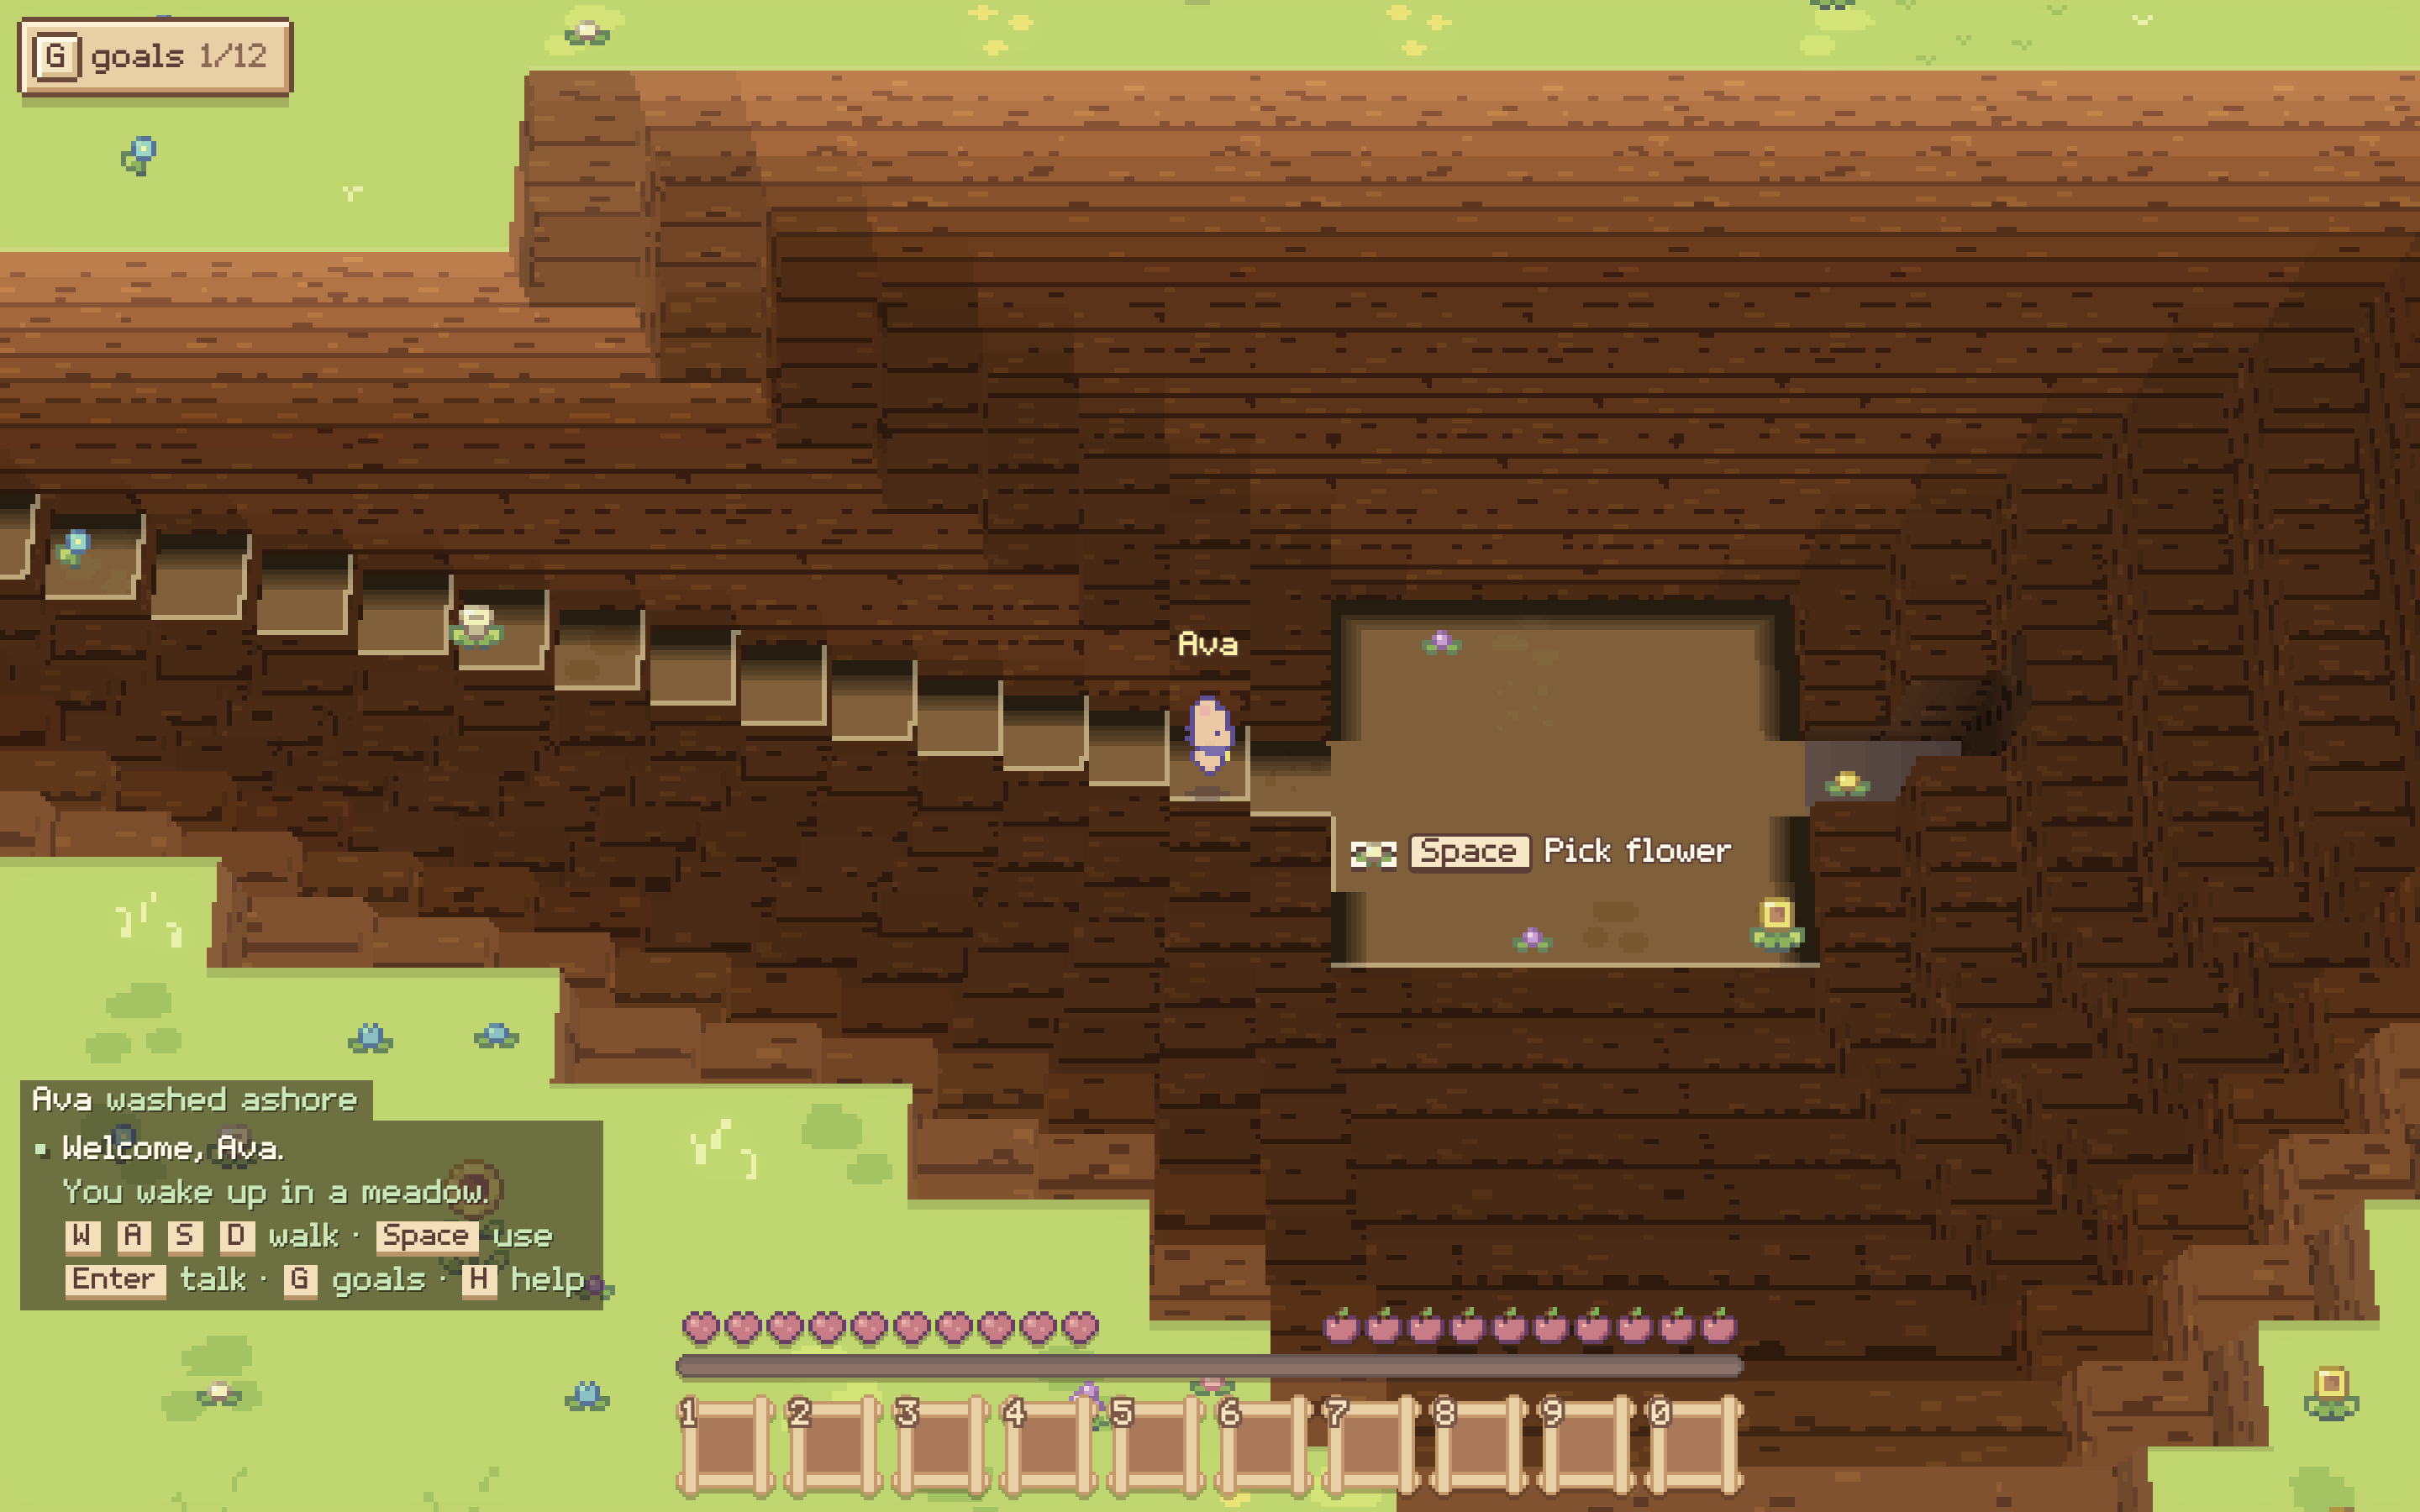 G goals 1/12
Ava
Space Pick flower
Ava washed ashore
Welcome, Ava.
You wake up in a meadow.
W A S D walk · Space use
Enter talk · G goals · H help
1 2 3 4 5 6 7 8 9 0